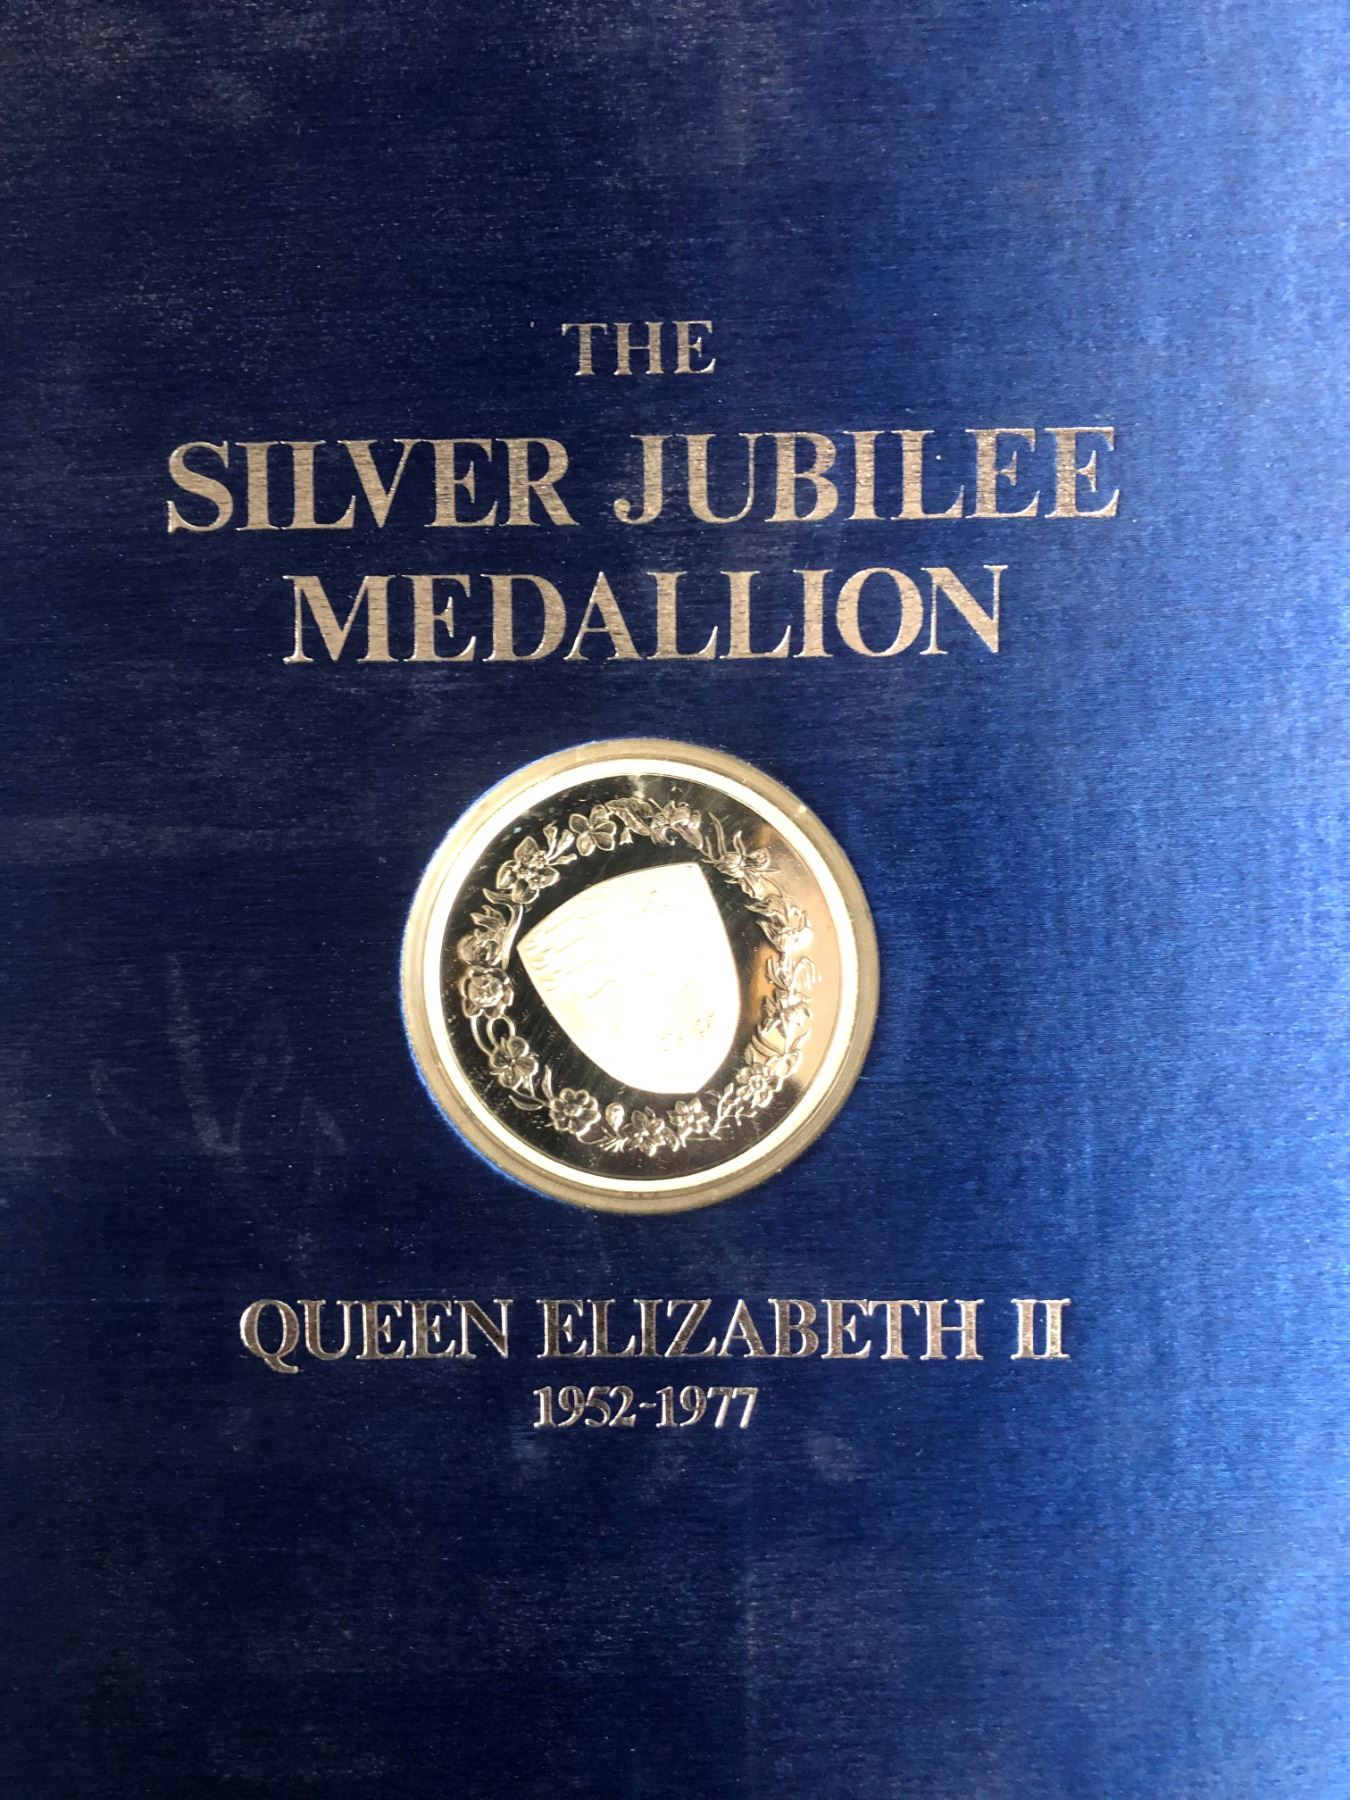 THE
SILVER JUBILEE
MEDALLION
QUEEN ELIZABETH II
1952-1977